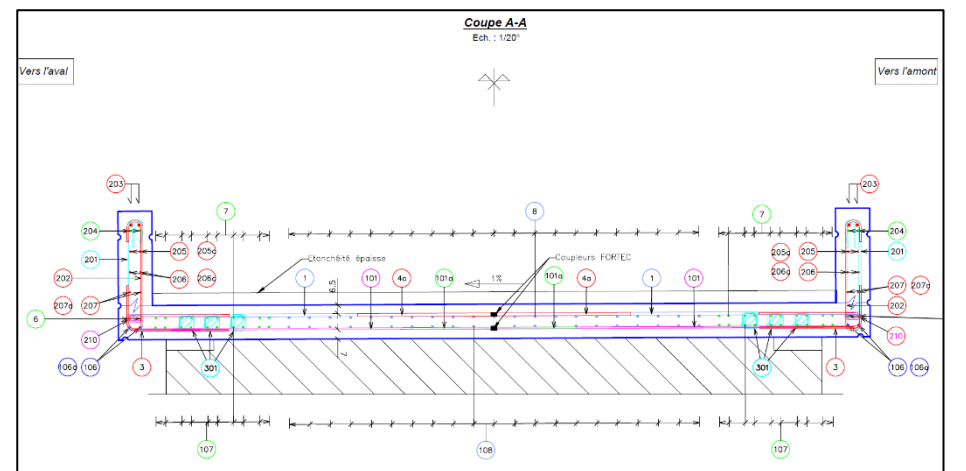 Coupe A-A
Ech. : 1/20°
Vers l'aval
Vers l'amont
203
203
7
8
7
204
204
205
205a
205a
205
201
201
Etonchéité épaisse
Coupleurs FORTEC
202
206
206a
206a
206
1
4a
101a
1%
101a
4a
1
101
207a
207
207
207a
6.5
101
202
6
210
210
7
106a
106
3
301
301
3
106
106a
107
108
107